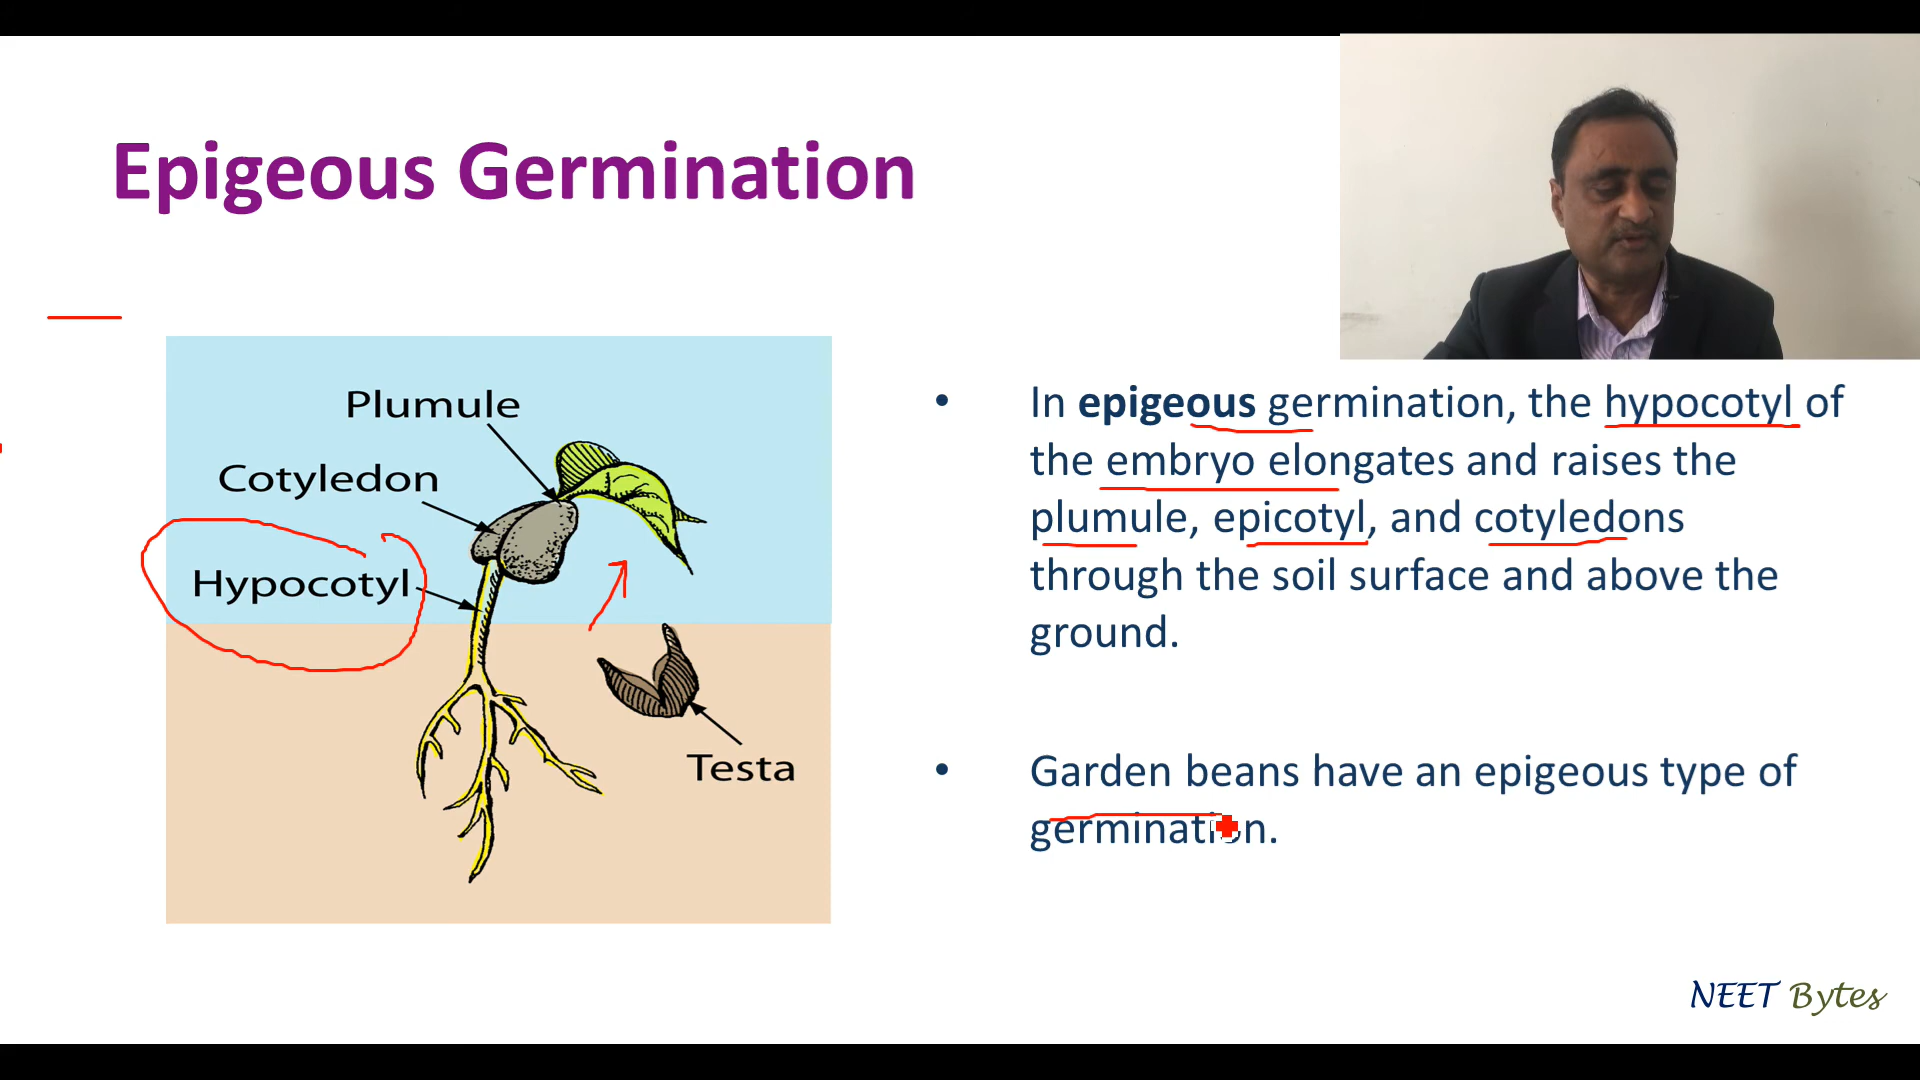 Epigeous Germination
Plumule
Cotyledon
Hypocotyl
Testa
• In epigeous germination, the hypocotyl of
the embryo elongates and raises the
plumule, epicotyl, and cotyledons
through the soil surface and above the
ground.
• Garden beans have an epigeous type of
germination.
NEET Bytes